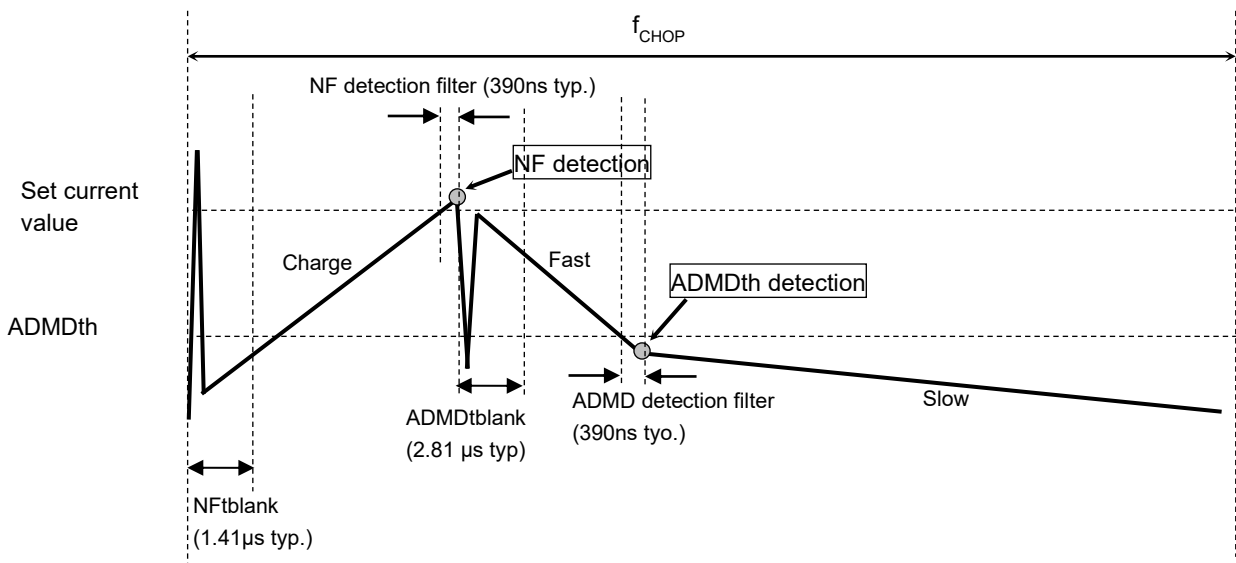 fCHOP
NF detection filter (390ns typ.)
NF detection
Set current
value
Charge
Fast
ADMDth detection
ADMDth
ADMDtblank
(2.81 µs typ)
ADMD detection filter
(390ns tyo.)
Slow
NFtblank
(1.41µs typ.)